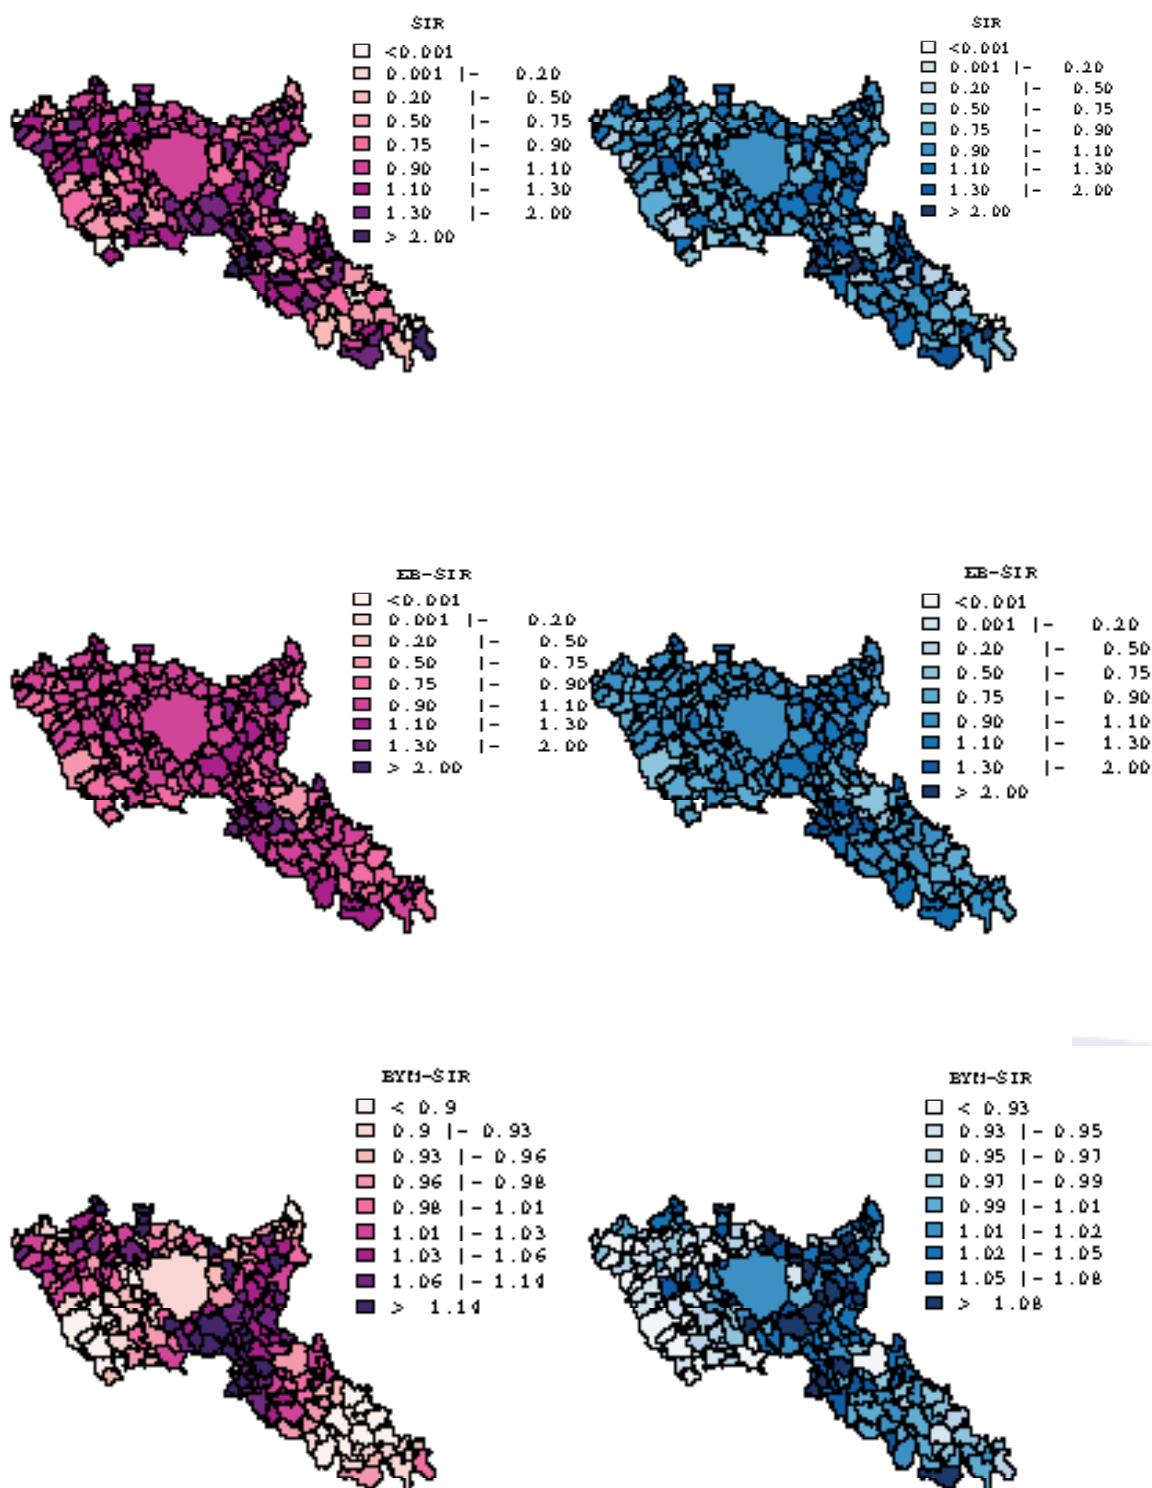 SIR
<0.001
0.001 |- 0.20
0.20 |- 0.50
0.50 |- 0.75
0.75 |- 0.90
0.90 |- 1.10
1.10 |- 1.30
1.30 |- 2.00
> 2.00
SIR
<0.001
0.001 |- 0.20
0.20 |- 0.50
0.50 |- 0.75
0.75 |- 0.90
0.90 |- 1.10
1.10 |- 1.30
1.30 |- 2.00
> 2.00
EB-SIR
<0.001
0.001 |- 0.20
0.20 |- 0.50
0.50 |- 0.75
0.75 |- 0.90
0.90 |- 1.10
1.10 |- 1.30
1.30 |- 2.00
> 2.00
EB-SIR
<0.001
0.001 |- 0.20
0.20 |- 0.50
0.50 |- 0.75
0.75 |- 0.90
0.90 |- 1.10
1.10 |- 1.30
1.30 |- 2.00
> 2.00
BYM-SIR
< 0.9
0.9 |- 0.93
0.93 |- 0.96
0.96 |- 0.98
0.98 |- 1.01
1.01 |- 1.03
1.03 |- 1.06
1.06 |- 1.14
> 1.14
BYM-SIR
< 0.93
0.93 |- 0.95
0.95 |- 0.97
0.97 |- 0.99
0.99 |- 1.01
1.01 |- 1.02
1.02 |- 1.05
1.05 |- 1.08
> 1.08